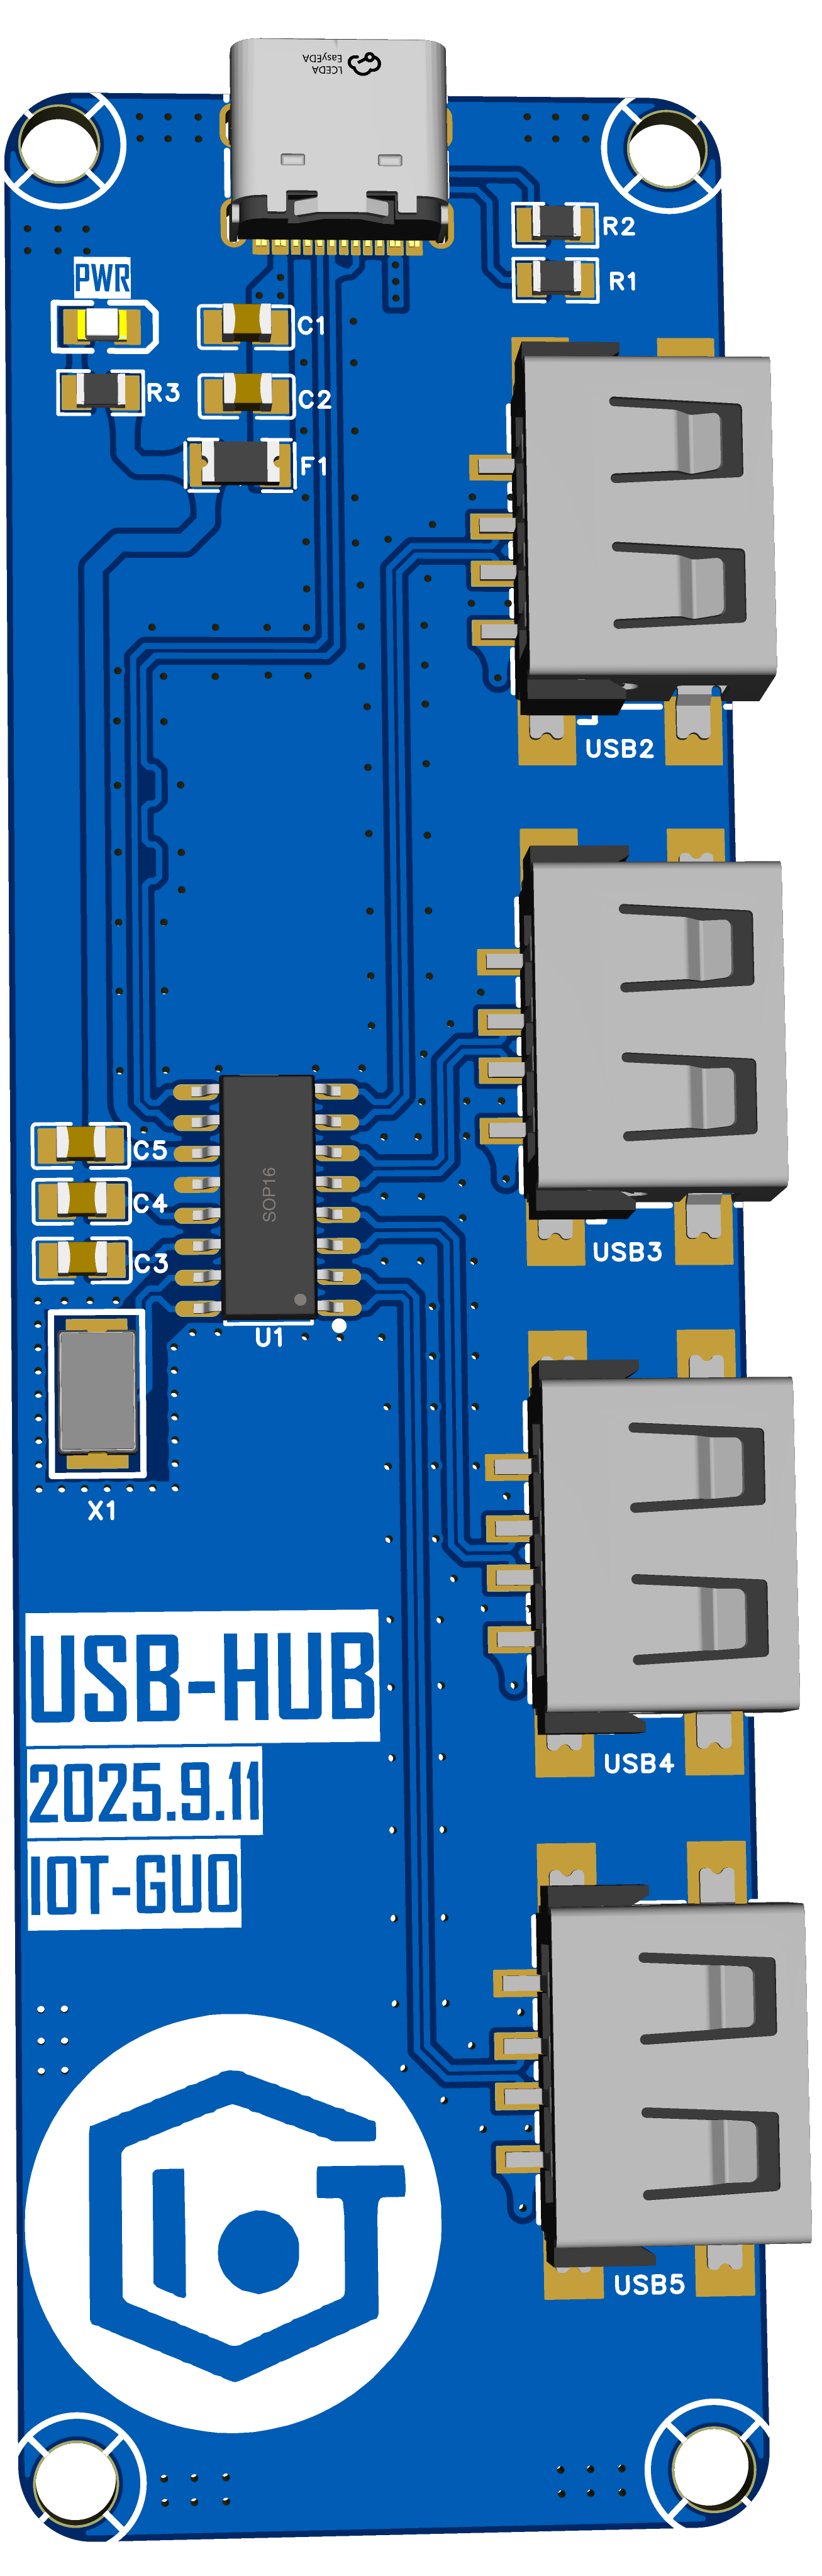 LCEDA
EasyEDA
R2
R1
PWR
C1
R3
C2
F1
USB2
C5
SOP16
C4
USB3
C3
U1
X1
USB-HUB
USB4
2025.9.11
IOT-GUO
IOT
USB5